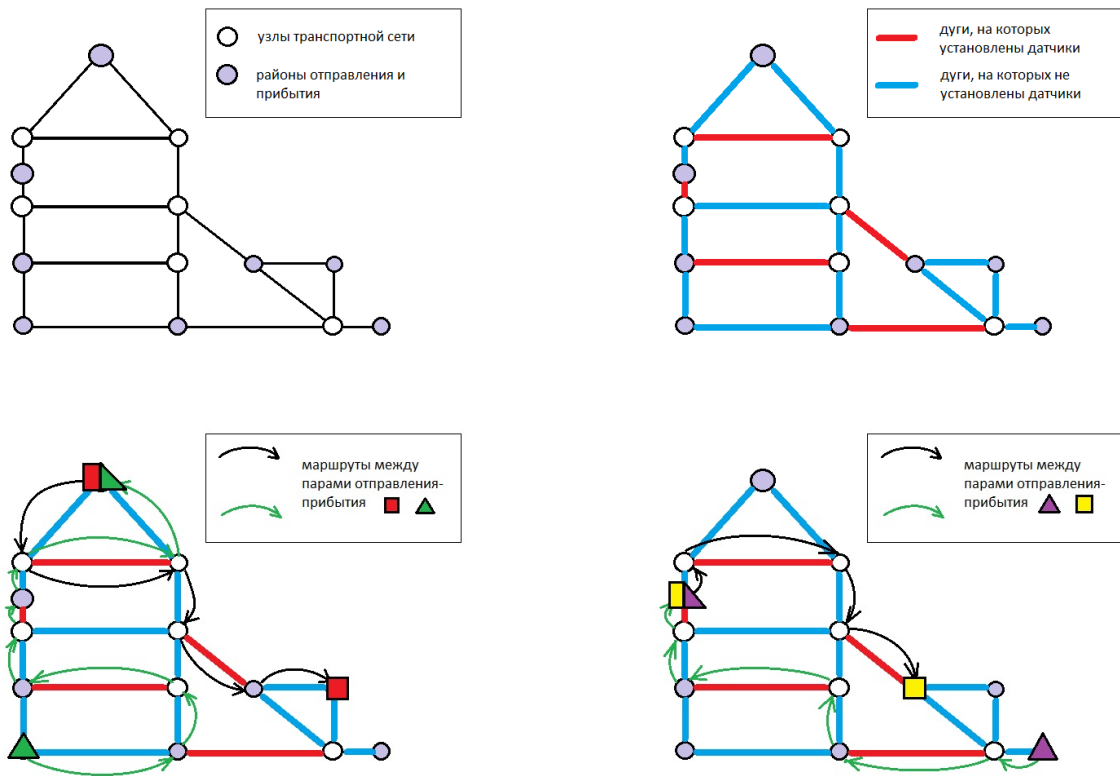 узлы транспортной сети
районы отправления и
прибытия
дуги, на которых
установлены датчики
дуги, на которых не
установлены датчики
маршруты между
парами отправления-
прибытия
маршруты между
парами отправления-
прибытия